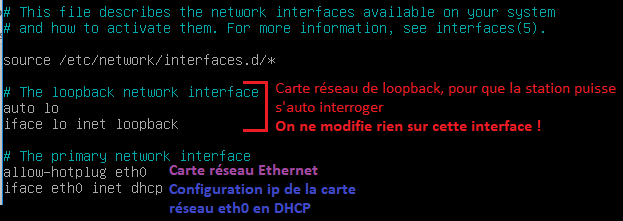 # This file describes the network interfaces available on your system
# and how to activate them. For more information, see interfaces(5).
source /etc/network/interfaces.d/*
# The loopback network interface
auto lo
iface lo inet loopback
Carte réseau de loopback, pour que la station puisse
s'auto interroger
On ne modifie rien sur cette interface !
# The primary network interface
allow-hotplug eth0
Carte réseau Ethernet
iface eth0 inet dhcp
Configuration ip de la carte
réseau eth0 en DHCP